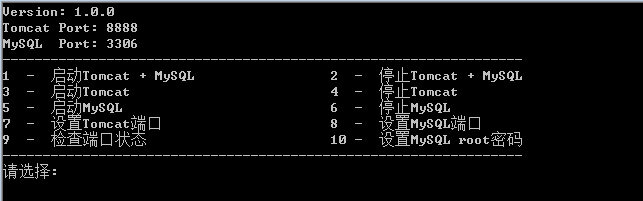 Version: 1.0.0
Tomcat Port: 8888
MySQL  Port: 3306
1  -  启动Tomcat + MySQL                 2  -  停止Tomcat + MySQL
3  -  启动Tomcat                         4  -  停止Tomcat
5  -  启动MySQL                          6  -  停止MySQL
7  -  设置Tomcat端口                     8  -  设置MySQL端口
9  -  检查端口状态                       10 -  设置MySQL root密码
请选择: